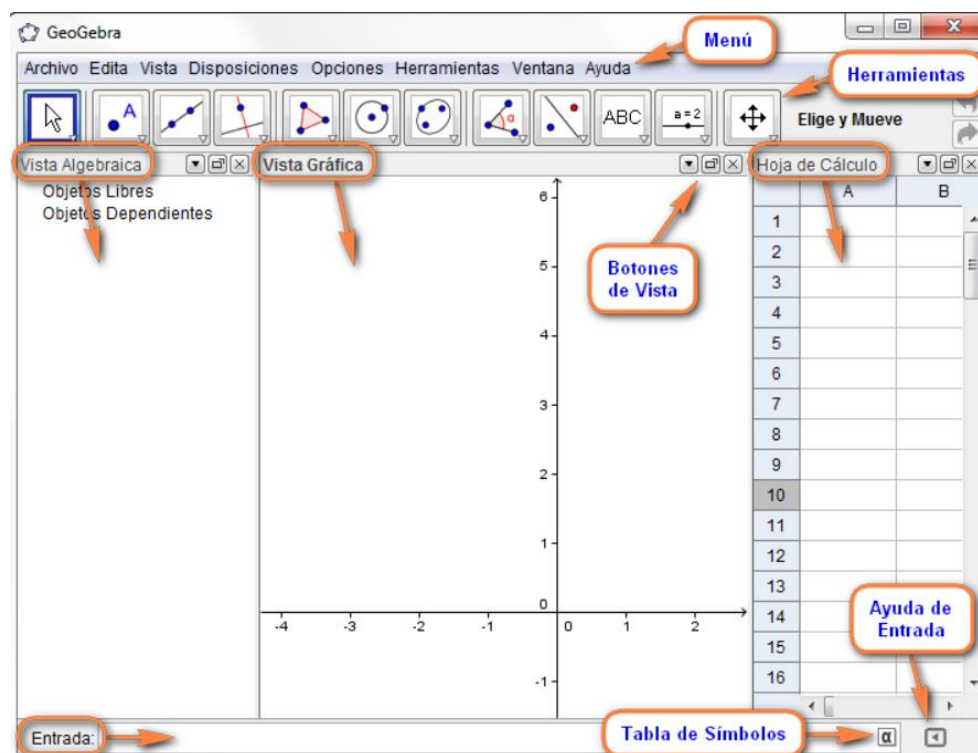 GeoGebra
Menú
Archivo Edita Vista Disposiciones Opciones Herramientas Ventana Ayuda
Herramientas
A
α
ABC
a=2
Elige y Mueve
Vista Algebraica
Vista Gráfica
Hoja de Cálculo
Objetos Libres
Objetos Dependientes
A B
Botones
de Vista
6
5
4
3
2
1
0
-1
-4 -3 -2 -1 0 1 2
1
2
3
4
5
6
7
8
9
10
11
12
13
14
15
16
Ayuda de
Entrada
Entrada:
Tabla de Símbolos
α